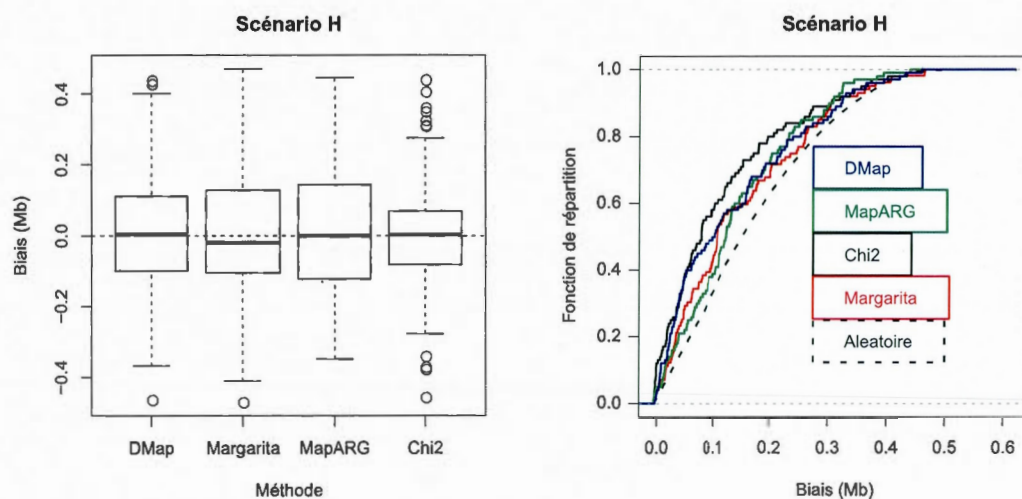 Scénario H
0.4
0.2
0.0
−0.2
−0.4
Biais (Mb)
DMap Margarita MapARG Chi2
Méthode
Scénario H
1.0
0.8
0.6
0.4
0.2
0.0
Fonction de répartition
DMap
MapARG
Chi2
Margarita
Aleatoire
0.0 0.1 0.2 0.3 0.4 0.5 0.6
Biais (Mb)